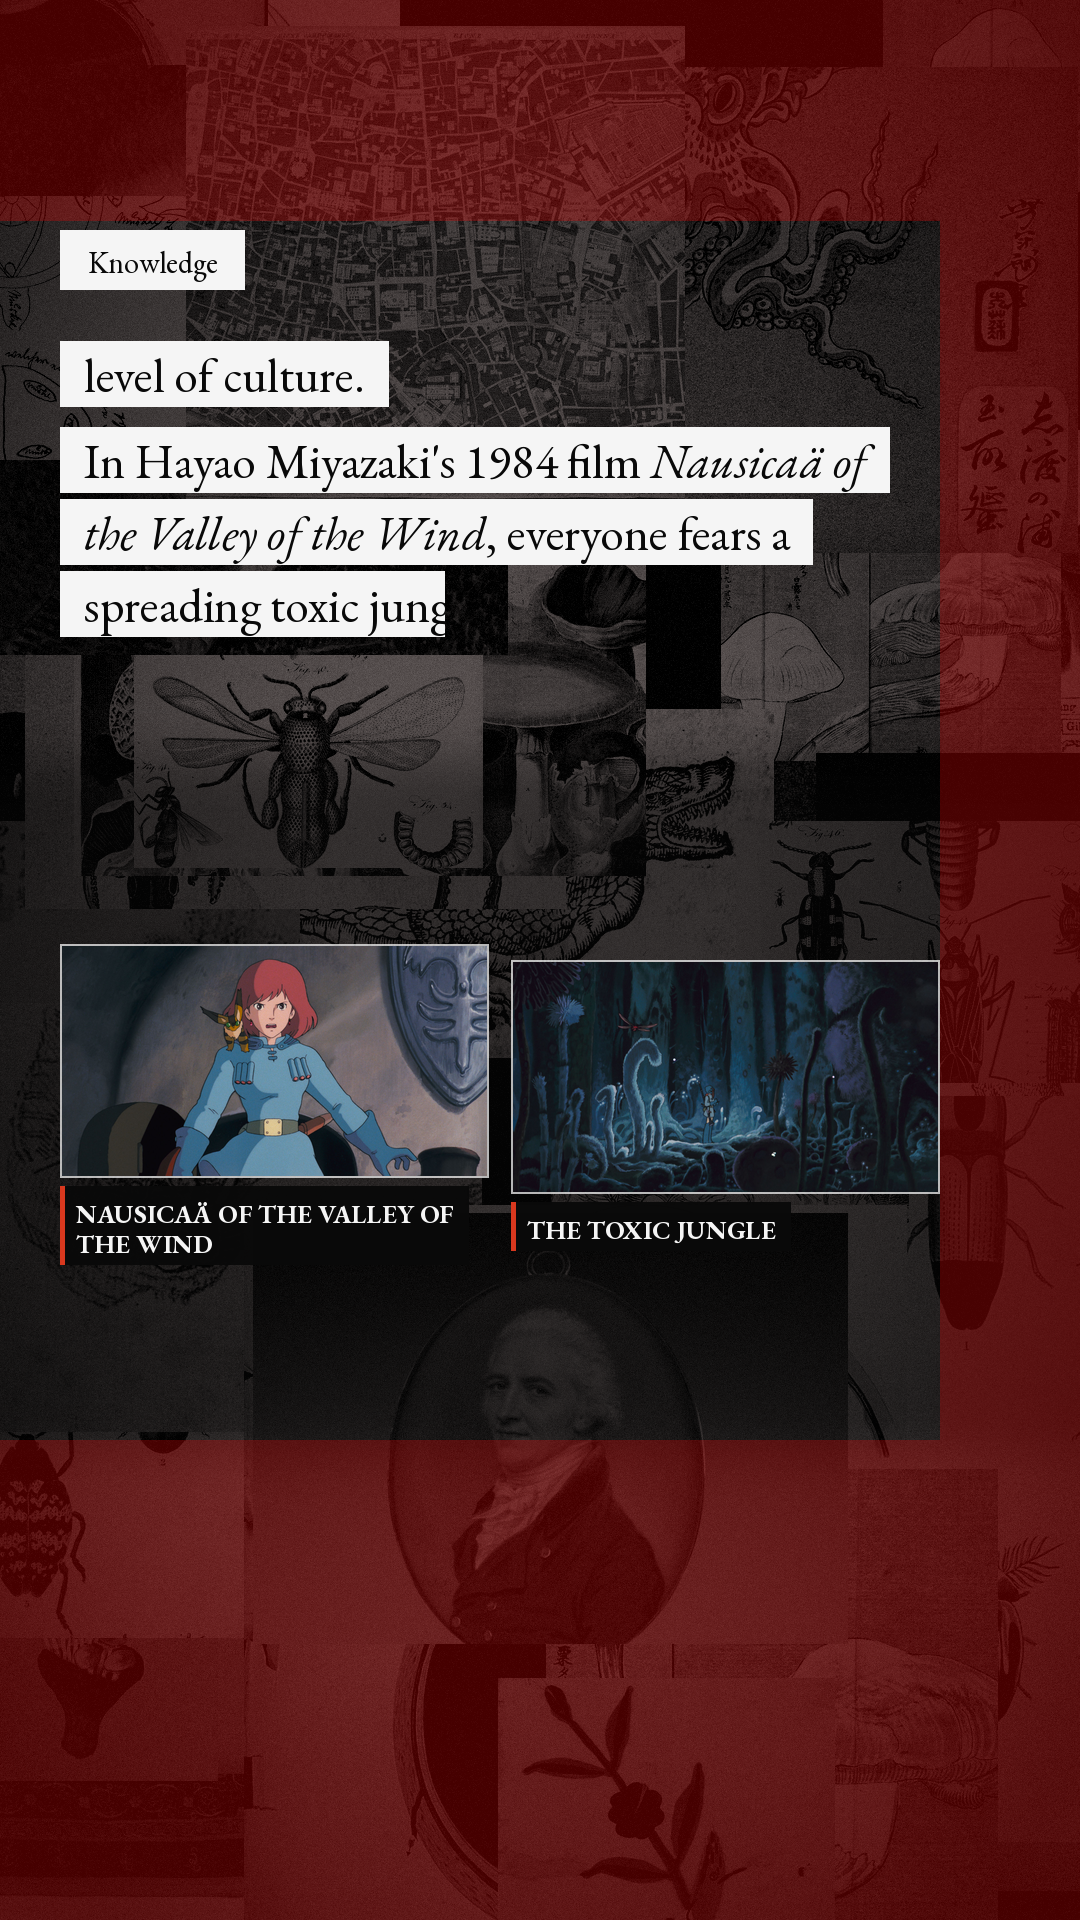 Knowledge
level of culture.
In Hayao Miyazaki's 1984 film Nausicaä of
the Valley of the Wind, everyone fears a
spreading toxic jung
NAUSICAÄ OF THE VALLEY OF
THE WIND
THE TOXIC JUNGLE